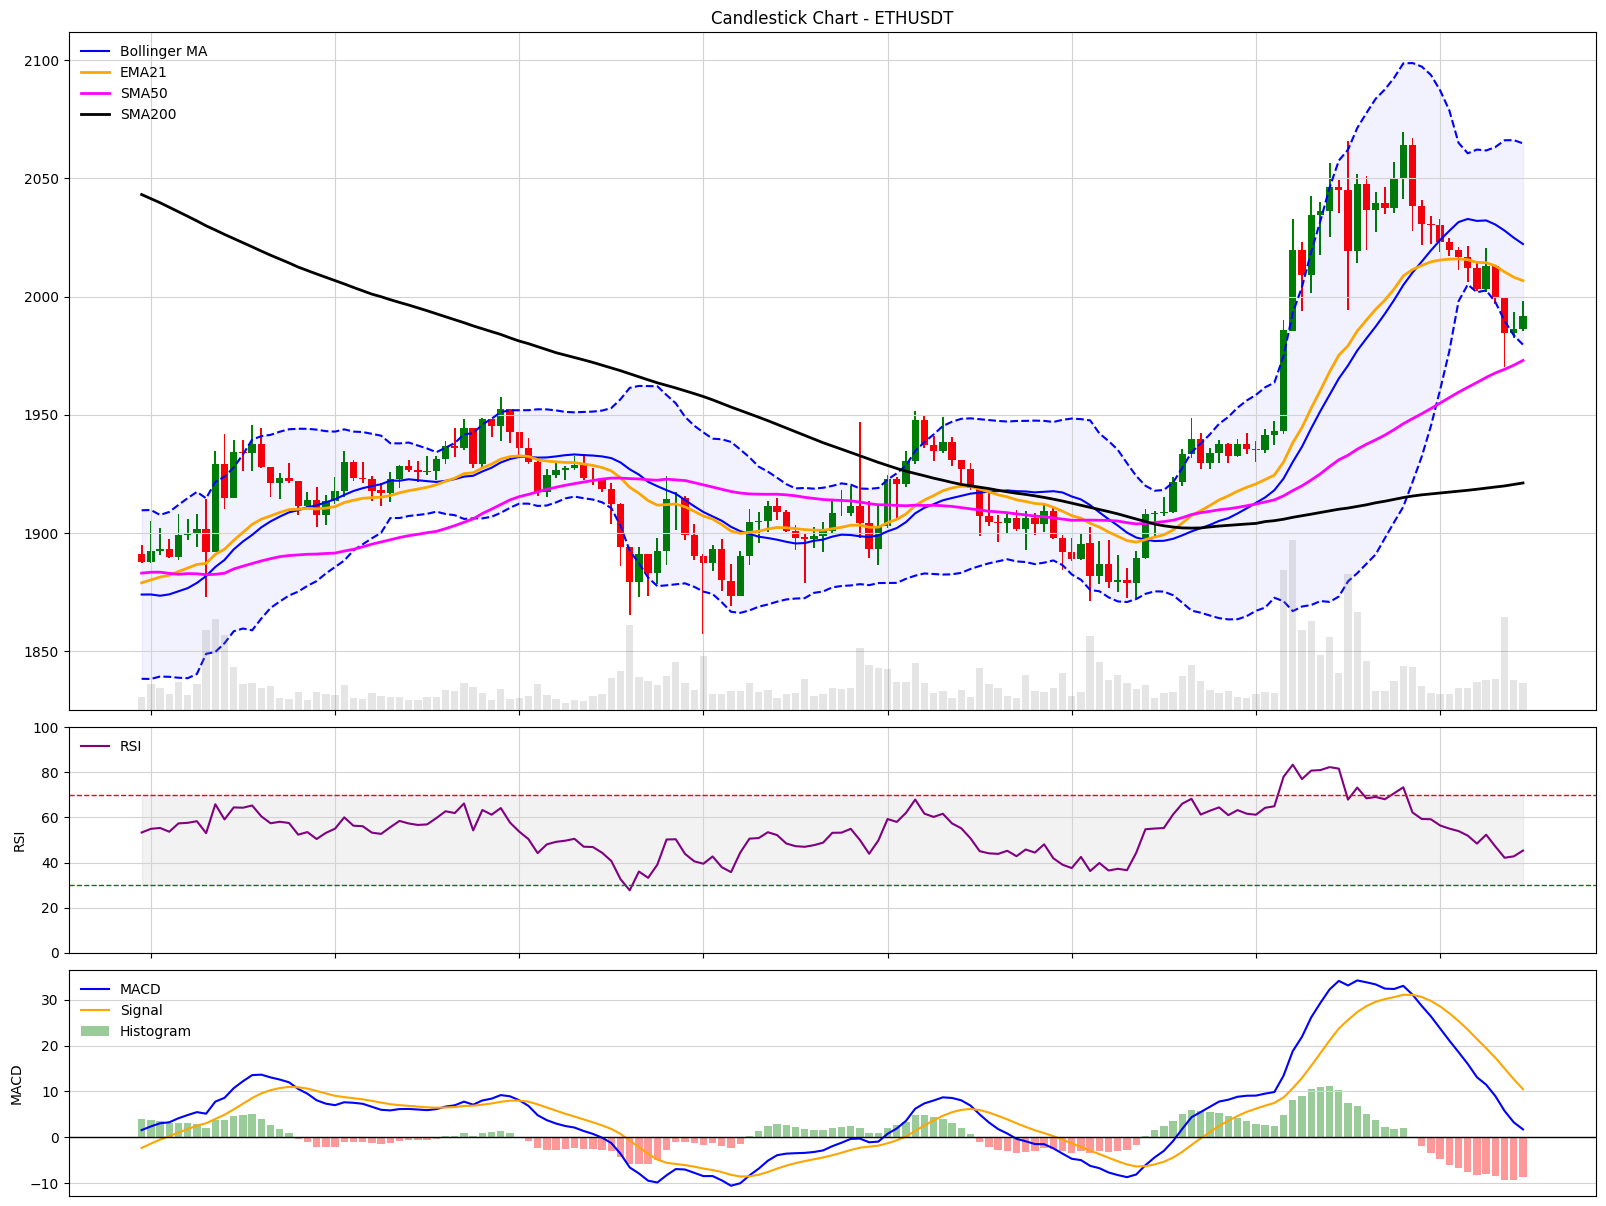 Candlestick Chart - ETHUSDT
Bollinger MA
EMA21
SMA50
SMA200
2100
2050
2000
1950
1900
1850
RSI
100
80
60
40
20
0
RSI
MACD
Signal
Histogram
30
20
10
0
−10
MACD